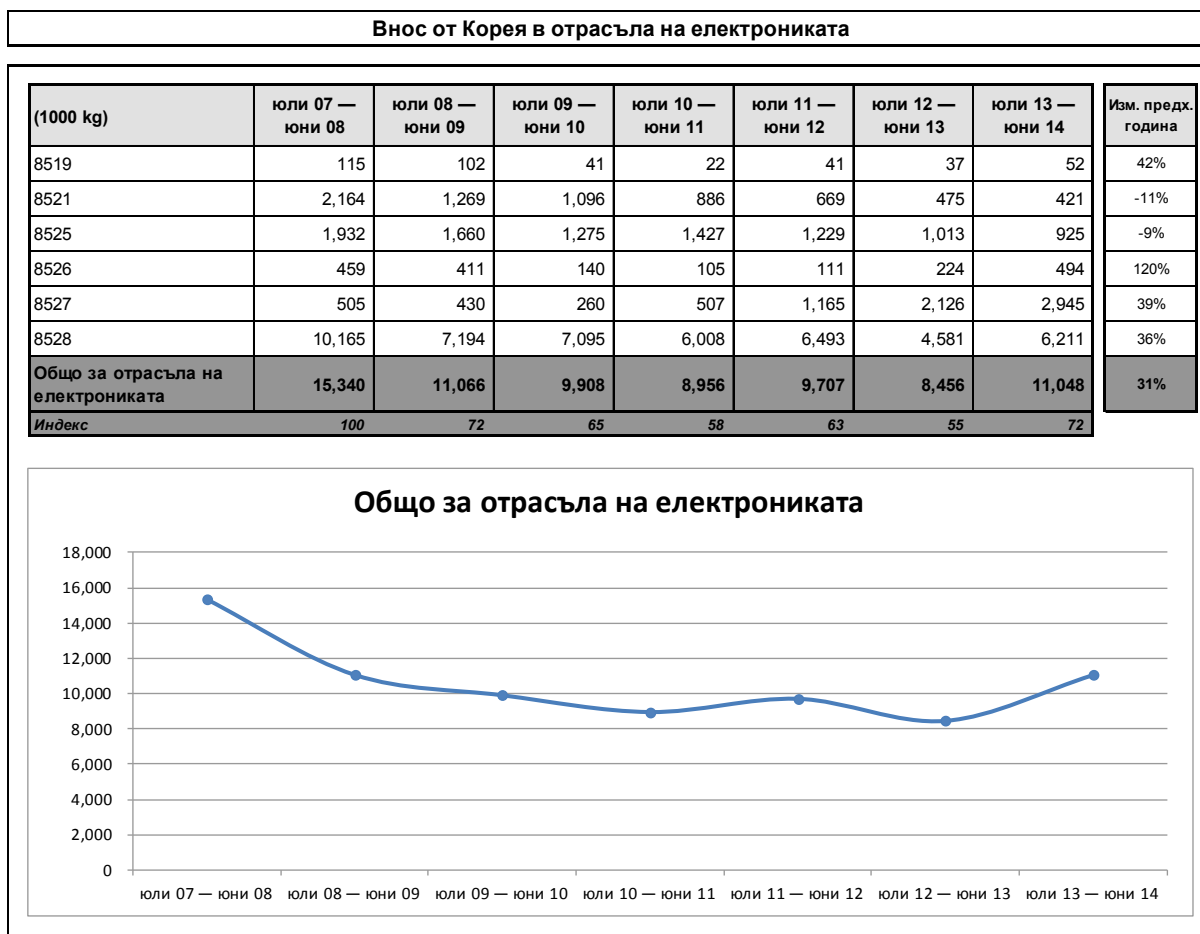 Внос от Корея в отрасъла на електрониката
(1000 kg) юли 07 — юни 08 юли 08 — юни 09 юли 09 — юни 10 юли 10 — юни 11 юли 11 — юни 12 юли 12 — юни 13 юли 13 — юни 14 Изм. предх. година
8519 115 102 41 22 41 37 52 42%
8521 2,164 1,269 1,096 886 669 475 421 -11%
8525 1,932 1,660 1,275 1,427 1,229 1,013 925 -9%
8526 459 411 140 105 111 224 494 120%
8527 505 430 260 507 1,165 2,126 2,945 39%
8528 10,165 7,194 7,095 6,008 6,493 4,581 6,211 36%
Общо за отрасъла на електрониката 15,340 11,066 9,908 8,956 9,707 8,456 11,048 31%
Индекс 100 72 65 58 63 55 72
Общо за отрасъла на електрониката
18,000
16,000
14,000
12,000
10,000
8,000
6,000
4,000
2,000
0
юли 07 — юни 08 юли 08 — юни 09 юли 09 — юни 10 юли 10 — юни 11 юли 11 — юни 12 юли 12 — юни 13 юли 13 — юни 14